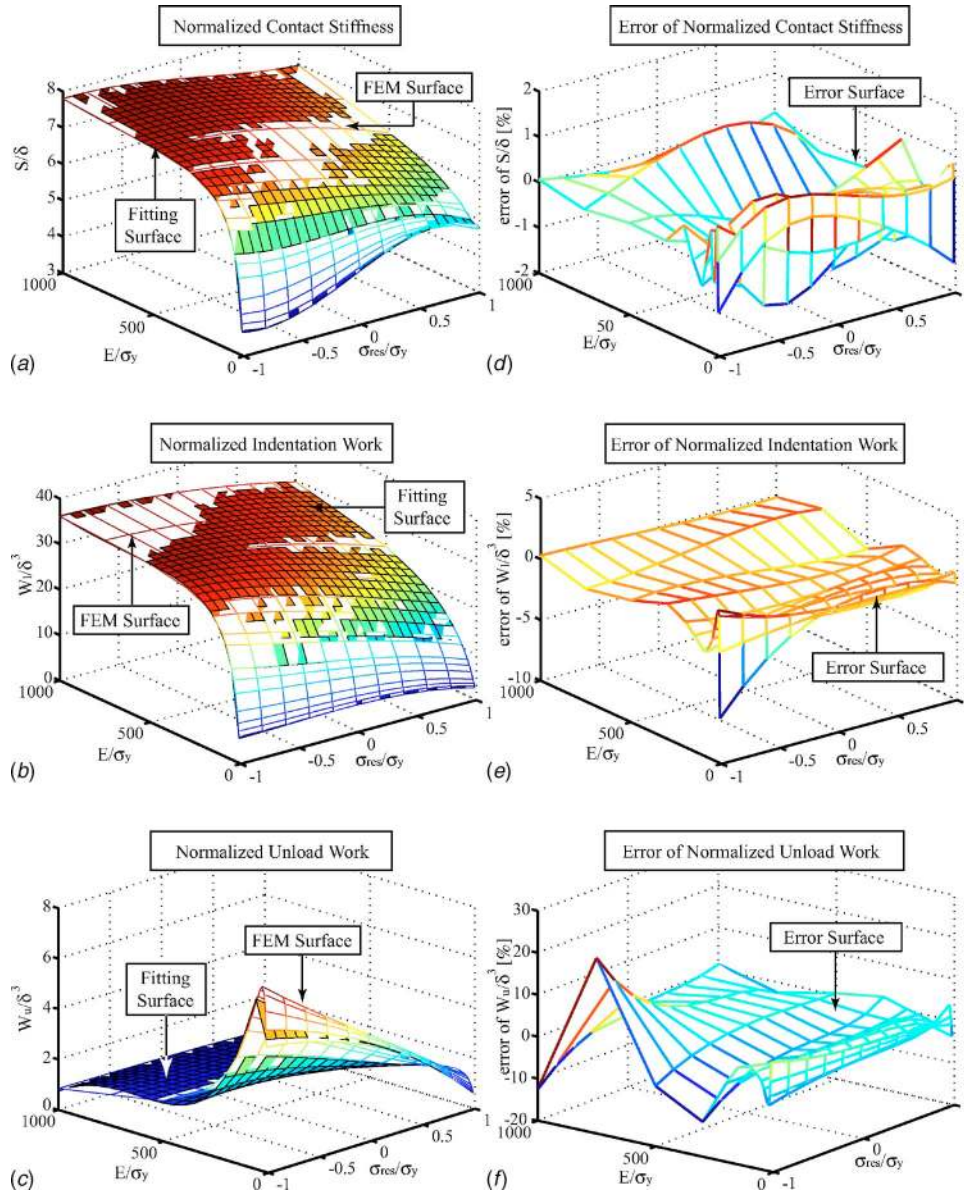 Normalized Contact Stiffness
FEM Surface
Fitting
Surface
S/δ
8
7
6
5
4
3
1000
500
0
E/σy
-1
-0.5
0
0.5
1
σres/σy
(a)
Error of Normalized Contact Stiffness
Error Surface
error of S/δ [%]
2
1
0
-1
-2
1000
50
0
E/σy
-1
-0.5
0
0.5
σres/σy
(d)
Normalized Indentation Work
Fitting
Surface
FEM Surface
Wl/δ³
40
30
20
10
0
1000
500
0
E/σy
-1
-0.5
0
0.5
1
σres/σy
(b)
Error of Normalized Indentation Work
Error Surface
error of Wl/δ³ [%]
5
0
-5
-10
1000
500
0
E/σy
-1
-0.5
0
0.5
σres/σy
(e)
Normalized Unload Work
FEM Surface
Fitting
Surface
Wu/δ³
8
6
4
2
0
1000
500
0
E/σy
-1
-0.5
0
0.5
1
σres/σy
(c)
Error of Normalized Unload Work
Error Surface
error of Wu/δ³ [%]
30
20
10
0
-10
-20
1000
500
0
E/σy
-1
0
σres/σy
(f)